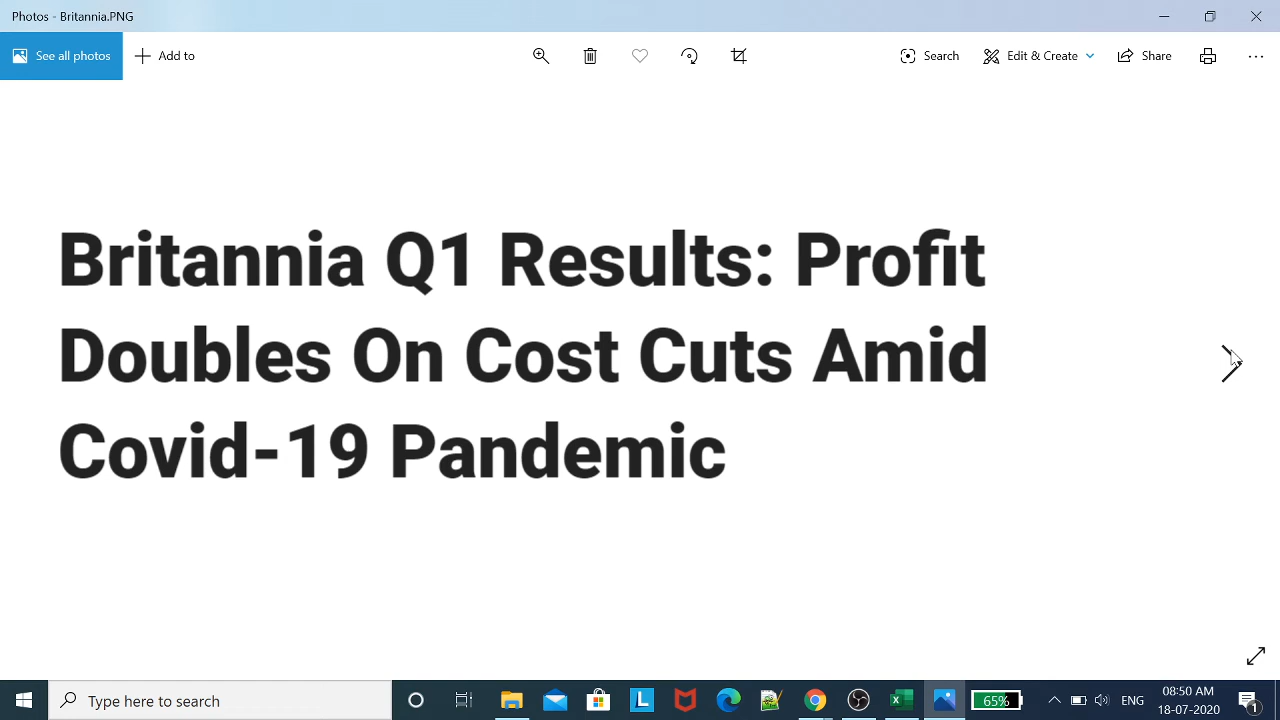 Photos - Britannia.PNG
See all photos
Add to
Search
Edit & Create
Share
Britannia Q1 Results: Profit
Doubles On Cost Cuts Amid
Covid-19 Pandemic
Type here to search
L
65%
ENG
08:50 AM
18-07-2020
1